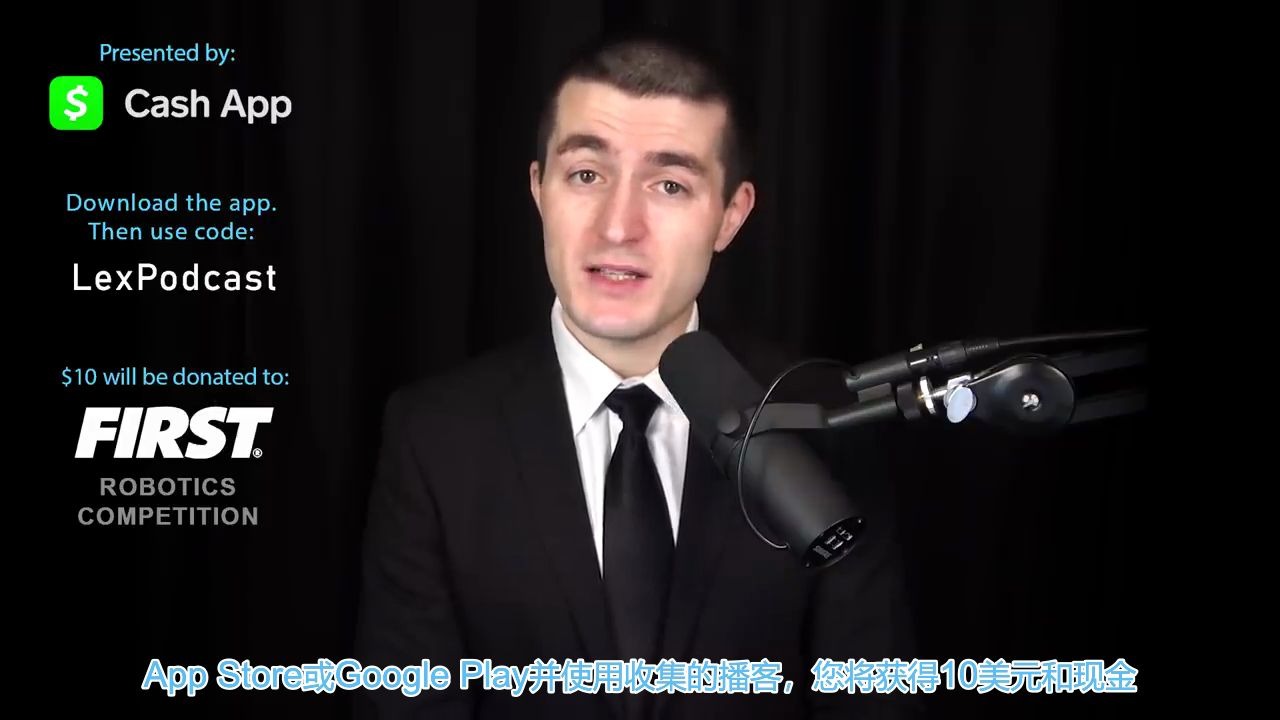 Presented by:
$ Cash App
Download the app.
Then use code:
LexPodcast
$10 will be donated to:
FIRST®
ROBOTICS
COMPETITION
App Store或Google Play并使用收集的播客，您将获得10美元和现金